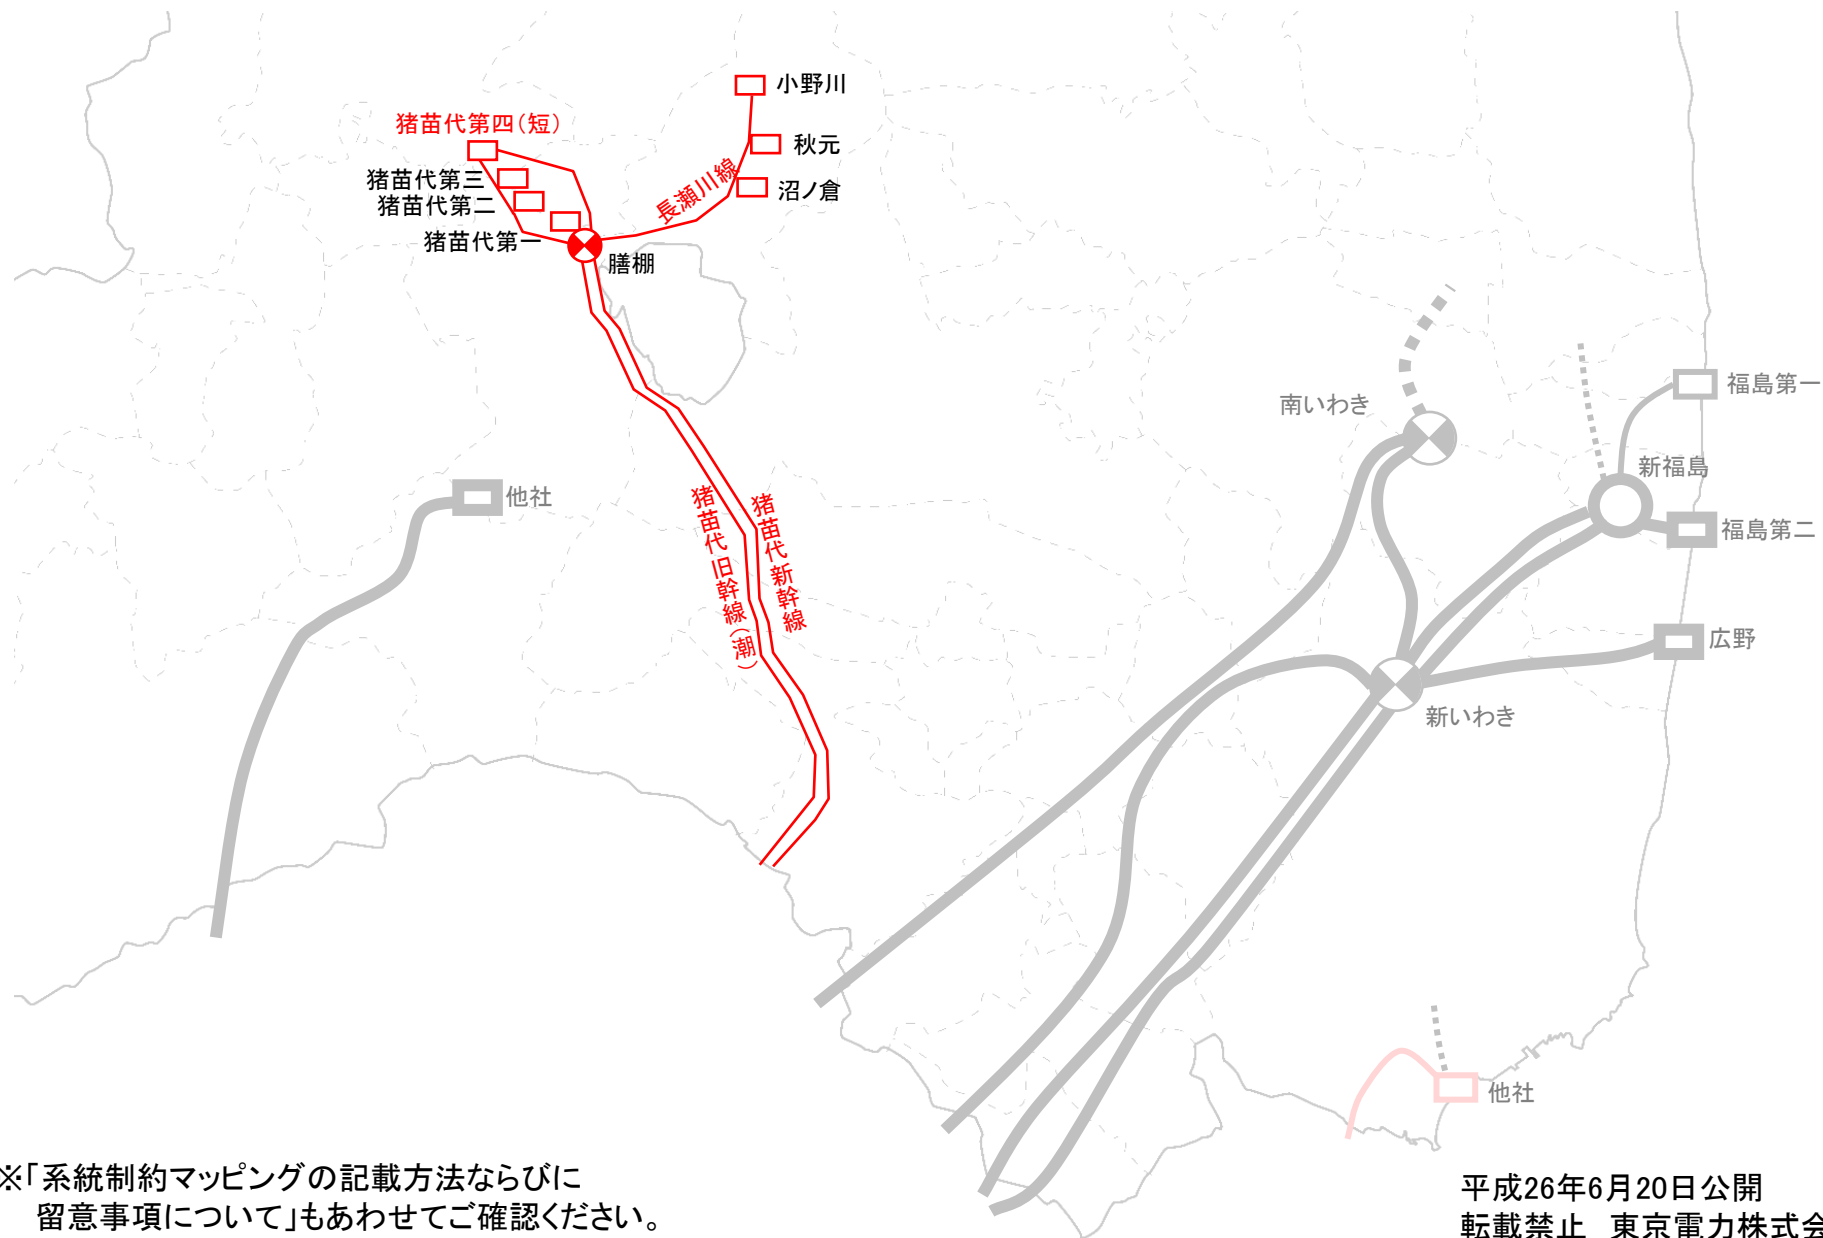 小野川
猪苗代第四(短)
秋元
猪苗代第三
沼ノ倉
猪苗代第二
長瀬川線
猪苗代第一
膳棚
福島第一
南いわき
新福島
他社
猪苗代旧幹線(潮)
猪苗代新幹線
福島第二
広野
新いわき
他社
※「系統制約マッピングの記載方法ならびに
留意事項について」もあわせてご確認ください。
平成26年6月20日公開
転載禁止 東京電力株式会